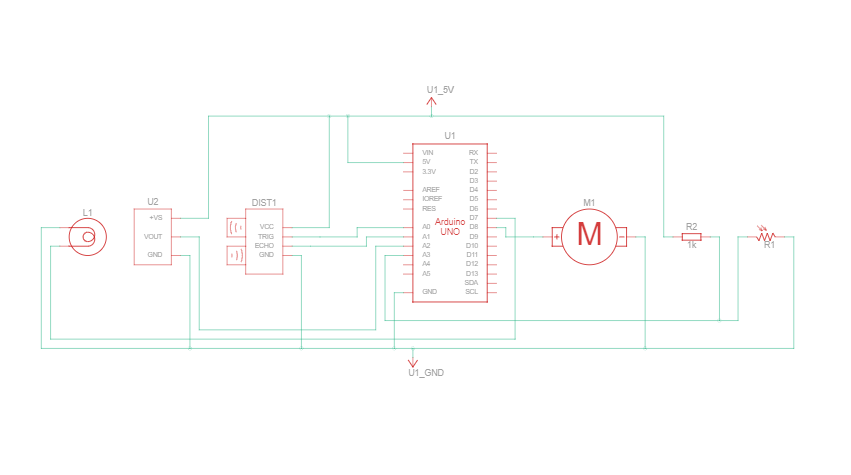 U1_5V
U1
VIN
5V
3.3V
AREF
IOREF
RES
A0
A1
A2
A3
A4
A5
GND
Arduino
UNO
RX
TX
D2
D3
D4
D5
D6
D7
D8
D9
D10
D11
D12
D13
SDA
SCL
L1
U2
+VS
VOUT
GND
DIST1
VCC
TRIG
ECHO
GND
M1
+
M
-
R2
1k
R1
U1_GND